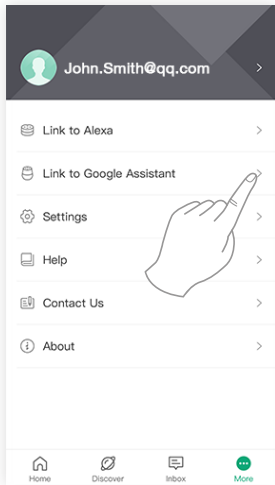 John.Smith@qq.com
Link to Alexa
Link to Google Assistant
Settings
Help
Contact Us
About
Home Discover Inbox More